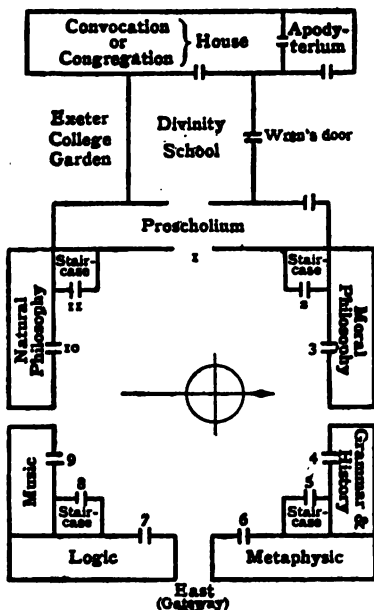 Convocation
or
Congregation
House
Apody-
terium
Exeter
College
Garden
Divinity
School
Wren's door
Proscholium
Stair-
case
1
Stair-
case
11
2
Natural
Philosophy
10
3
Moral
Philosophy
Music
9
8
Stair-
case
4
5
Stair-
case
Grammar &
History
7
6
Logic
Metaphysic
East
(Gateway)